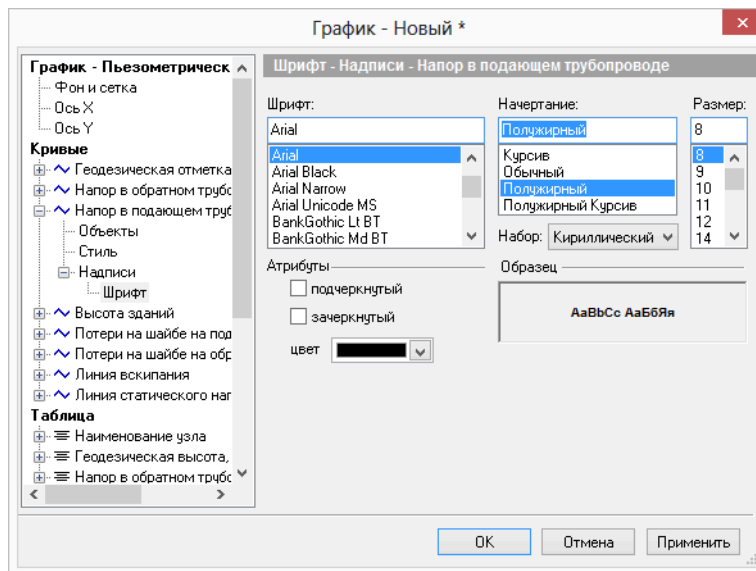 График - Новый *
График - Пьезометрическ
Фон и сетка
Ось X
Ось Y
Кривые
Геодезическая отметка
Напор в обратном трубс
Напор в подающем труб
Объекты
Стиль
Надписи
Шрифт
Высота зданий
Потери на шайбе на под
Потери на шайбе на обр
Линия вскипания
Линия статического наг
Таблица
Наименование узла
Геодезическая высота,
Напор в обратном трубс
Шрифт - Надписи - Напор в подающем трубопроводе
Шрифт:
Arial
Arial
Arial Black
Arial Narrow
Arial Unicode MS
BankGothic Lt BT
BankGothic Md BT
Начертание:
Полужирный
Курсив
Обычный
Полужирный
Полужирный Курсив
Размер:
8
8
9
10
11
12
14
Набор: Кириллический
Атрибуты
подчеркнутый
зачеркнутый
цвет
Образец
AaBbCc АаБбЯя
OK
Отмена
Применить